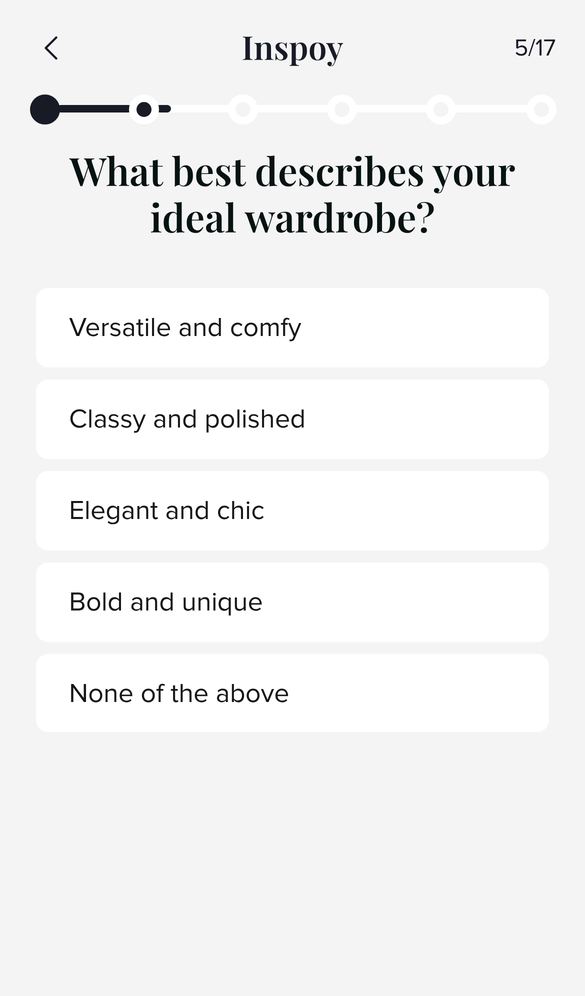 Inspoy
5/17
What best describes your
ideal wardrobe?
Versatile and comfy
Classy and polished
Elegant and chic
Bold and unique
None of the above